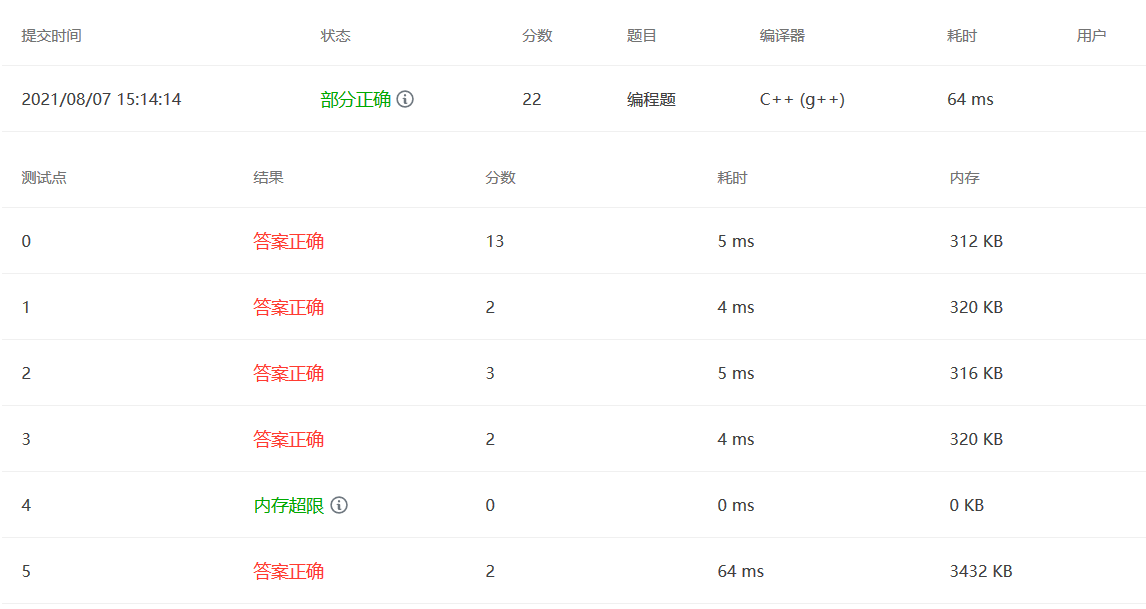 提交时间 状态 分数 题目 编译器 耗时 用户
2021/08/07 15:14:14 部分正确 22 编程题 C++ (g++) 64 ms
测试点 结果 分数 耗时 内存
0 答案正确 13 5 ms 312 KB
1 答案正确 2 4 ms 320 KB
2 答案正确 3 5 ms 316 KB
3 答案正确 2 4 ms 320 KB
4 内存超限 0 0 ms 0 KB
5 答案正确 2 64 ms 3432 KB